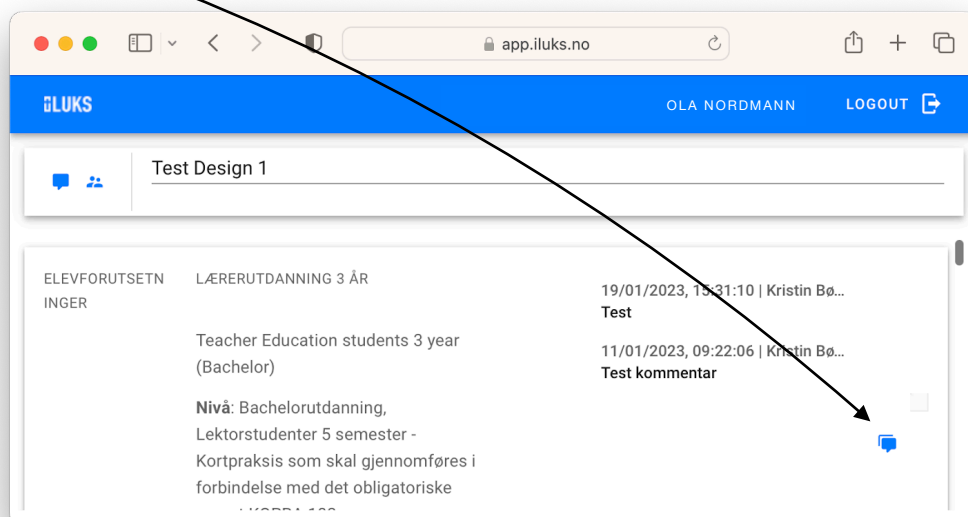 app.iluks.no
iLUKS
OLA NORDMANN
LOGOUT
Test Design 1
ELEVFORUTSETN
INGER
LÆRERUTDANNING 3 ÅR
Teacher Education students 3 year
(Bachelor)
Nivå: Bachelorutdanning,
Lektorstudenter 5 semester -
Kortpraksis som skal gjennomføres i
forbindelse med det obligatoriske
19/01/2023, 15:31:10 | Kristin Bø...
Test
11/01/2023, 09:22:06 | Kristin Bø...
Test kommentar